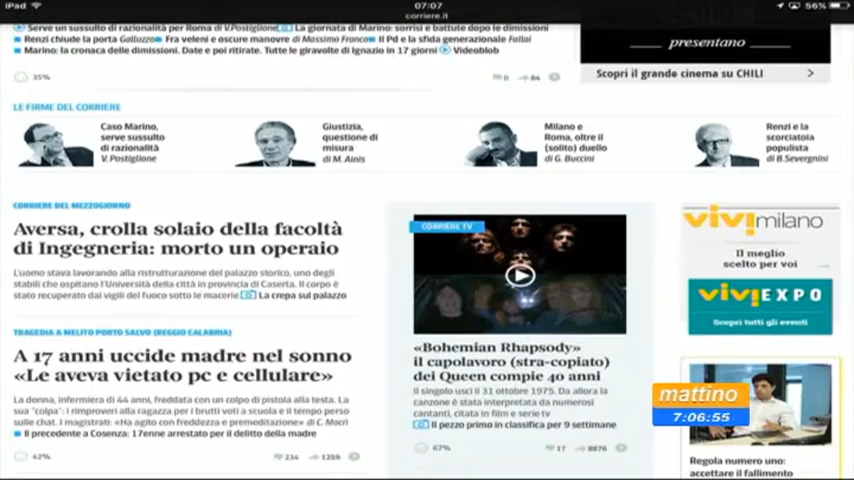 iPad
07:07
56%
corriere.it
Serve un sussulto di razionalità per Roma di V.Postiglione La giornata di Marino: sorrisi e battute dopo le dimissioni
Renzi chiude la porta Galluzzo Fra veleni e oscure manovre di Massimo Franco Il Pd e la sfida generazionale Fallai
Marino: la cronaca delle dimissioni. Date e poi ritirate. Tutte le giravolte di Ignazio in 17 giorni Videoblob
35%
0
84
presentano
Scopri il grande cinema su CHILI
LE FIRME DEL CORRIERE
Caso Marino,
serve sussulto
di razionalità
V. Postiglione
Giustizia,
questione di
misura
di M. Ainis
Milano e
Roma, oltre il
(solito) duello
di G. Buccini
Renzi e la
scorciatoia
populista
di B.Severgnini
CORRIERE DEL MEZZOGIORNO
Aversa, crolla solaio della facoltà
di Ingegneria: morto un operaio
L'uomo stava lavorando alla ristrutturazione del palazzo storico, uno degli
stabili che ospitano l'Università della città in provincia di Caserta. Il corpo è
stato recuperato dai vigili del fuoco sotto le macerie La crepa sul palazzo
TRAGEDIA A MELITO PORTO SALVO (REGGIO CALABRIA)
A 17 anni uccide madre nel sonno
«Le aveva vietato pc e cellulare»
La donna, infermiera di 44 anni, freddata con un colpo di pistola alla testa. La
sua "colpa": i rimproveri alla ragazza per i brutti voti a scuola e il tempo perso
sulle chat. I magistrati: «Ha agito con freddezza e premeditazione» di C. Macrì
Il precedente a Cosenza: 17enne arrestato per il delitto della madre
42%
234
1259
CORRIERE TV
«Bohemian Rhapsody»
il capolavoro (stra-copiato)
dei Queen compie 40 anni
Il singolo uscì il 31 ottobre 1975. Da allora la
canzone è stata interpretata da numerosi
cantanti, citata in film e serie tv
Il pezzo primo in classifica per 9 settimane
67%
17
8876
vivimilano
Il meglio
scelto per voi
vivi EXPO
Scopri tutti gli eventi
mattino
7:06:55
Regola numero uno:
accettare il fallimento